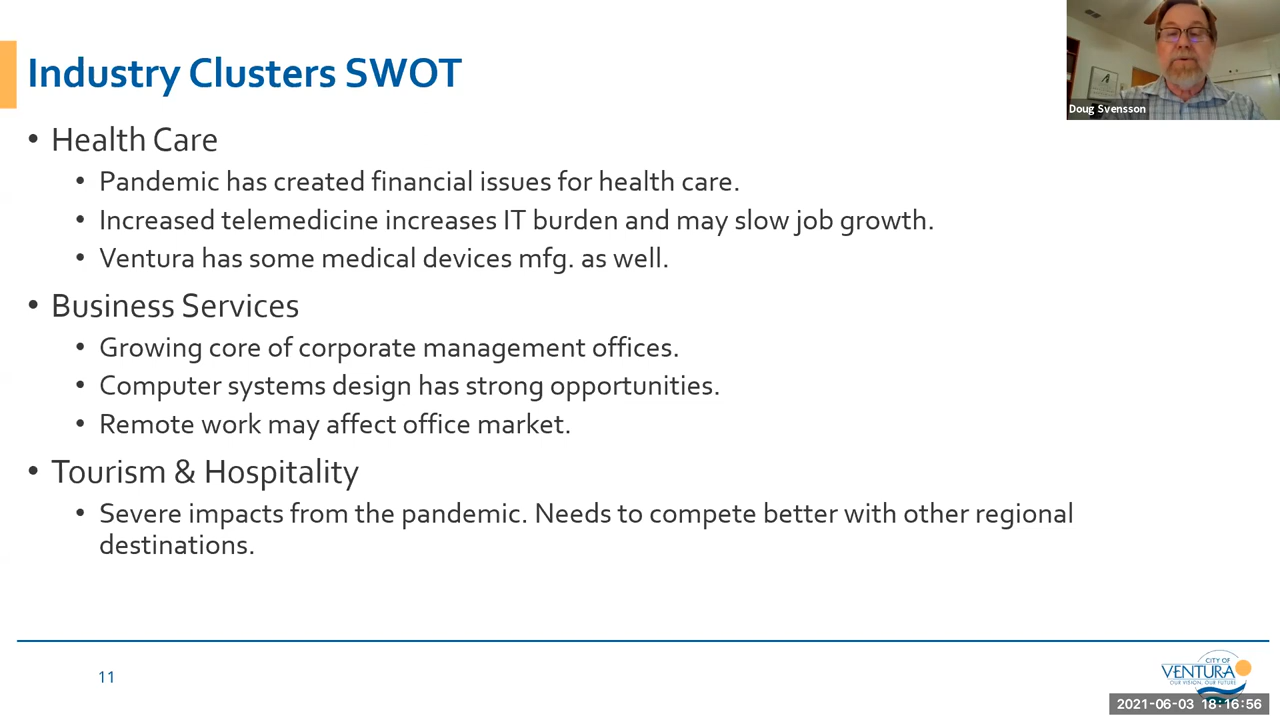 Industry Clusters SWOT
Doug Svensson
• Health Care
• Pandemic has created financial issues for health care.
• Increased telemedicine increases IT burden and may slow job growth.
• Ventura has some medical devices mfg. as well.
• Business Services
• Growing core of corporate management offices.
• Computer systems design has strong opportunities.
• Remote work may affect office market.
• Tourism & Hospitality
• Severe impacts from the pandemic. Needs to compete better with other regional
destinations.
11
CITY OF
VENTURA
OUR VISION. OUR FUTURE
2021-06-03 18:16:56